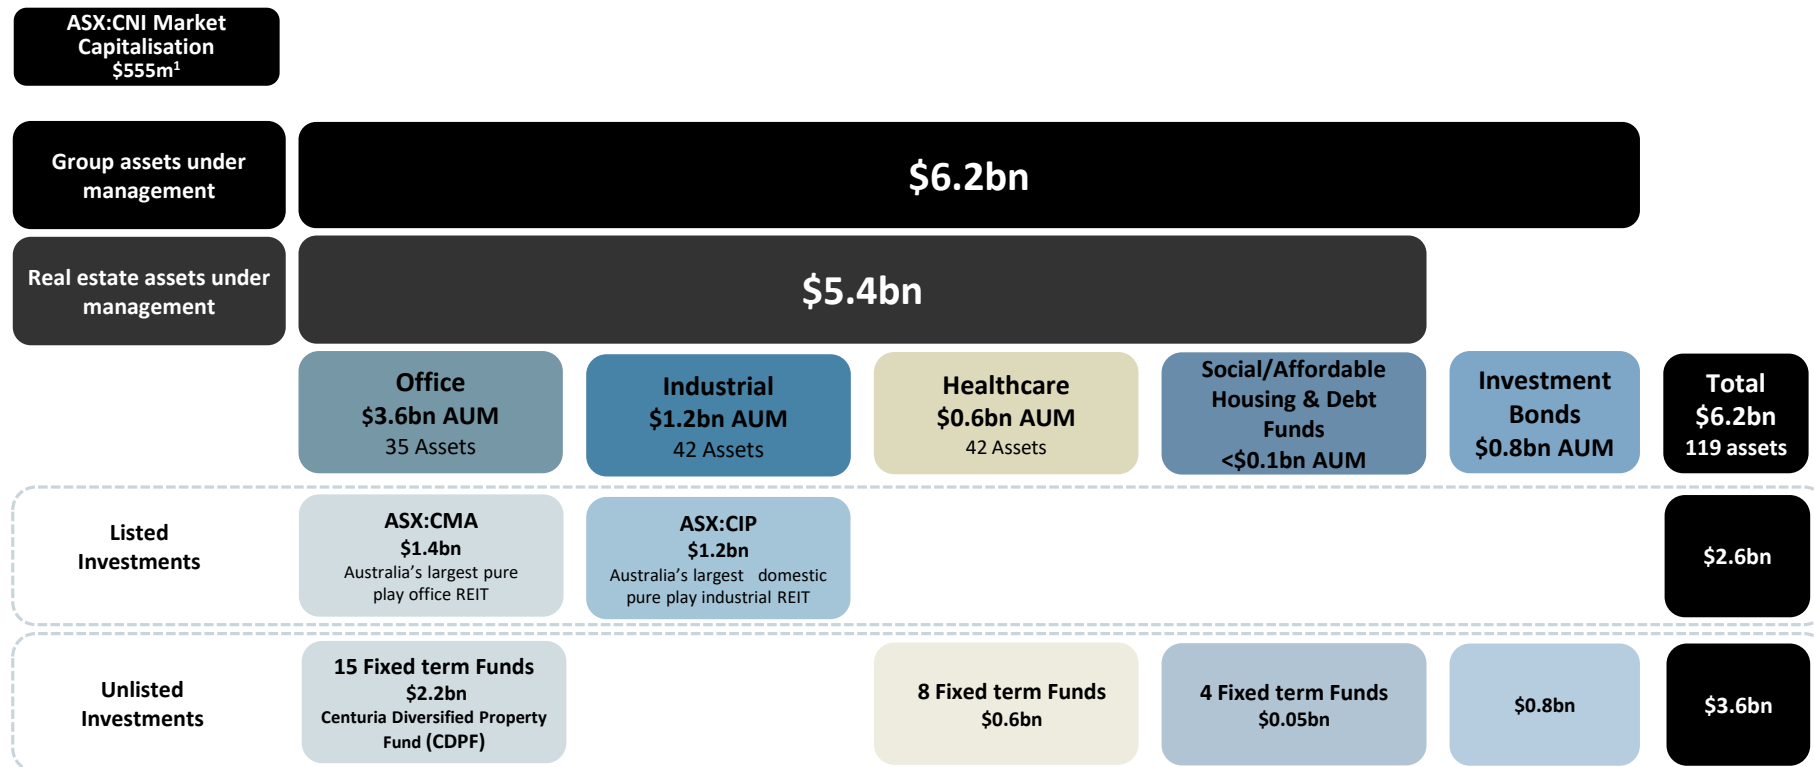 ASX:CNI Market
Capitalisation
$555m¹
Group assets under
management
$6.2bn
Real estate assets under
management
$5.4bn
Office
$3.6bn AUM
35 Assets
Industrial
$1.2bn AUM
42 Assets
Healthcare
$0.6bn AUM
42 Assets
Social/Affordable
Housing & Debt
Funds
<$0.1bn AUM
Investment
Bonds
$0.8bn AUM
Total
$6.2bn
119 assets
Listed
Investments
ASX:CMA
$1.4bn
Australia’s largest pure
play office REIT
ASX:CIP
$1.2bn
Australia’s largest domestic
pure play industrial REIT
$2.6bn
Unlisted
Investments
15 Fixed term Funds
$2.2bn
Centuria Diversified Property
Fund (CDPF)
8 Fixed term Funds
$0.6bn
4 Fixed term Funds
$0.05bn
$0.8bn
$3.6bn